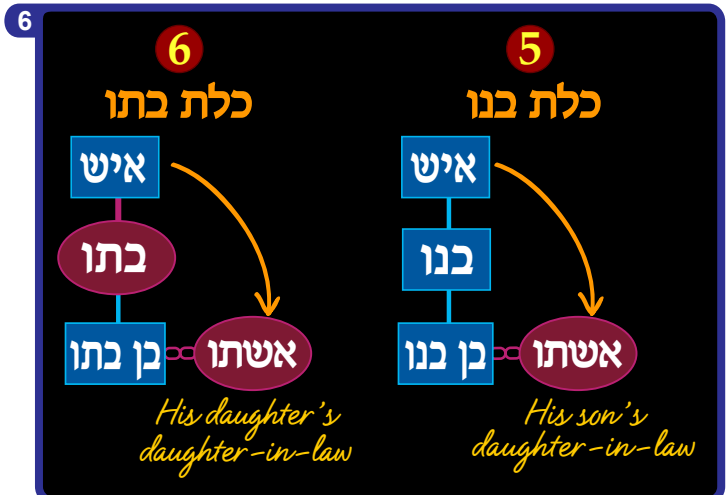 6
5
כלת בנו
איש
בנו
בן בנו
אשתו
His son's
daughter-in-law
6
כלת בתו
איש
בתו
בן בתו
אשתו
His daughter's
daughter-in-law